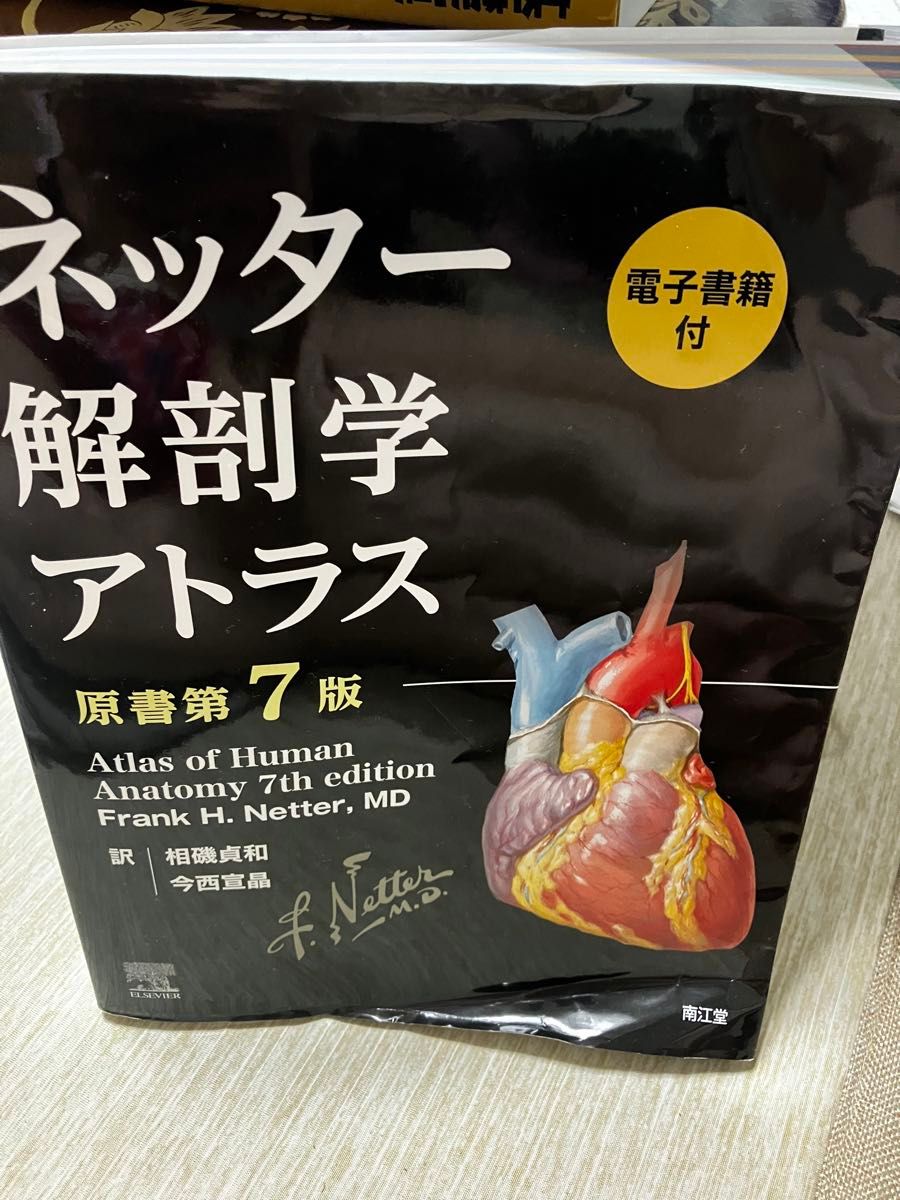 ネッター
解剖学
アトラス
電子書籍
付
原書第7版
Atlas of Human
Anatomy 7th edition
Frank H. Netter, MD
訳 相磯貞和
今西宣晶
F. Netter
M.D.
ELSEVIER
南江堂